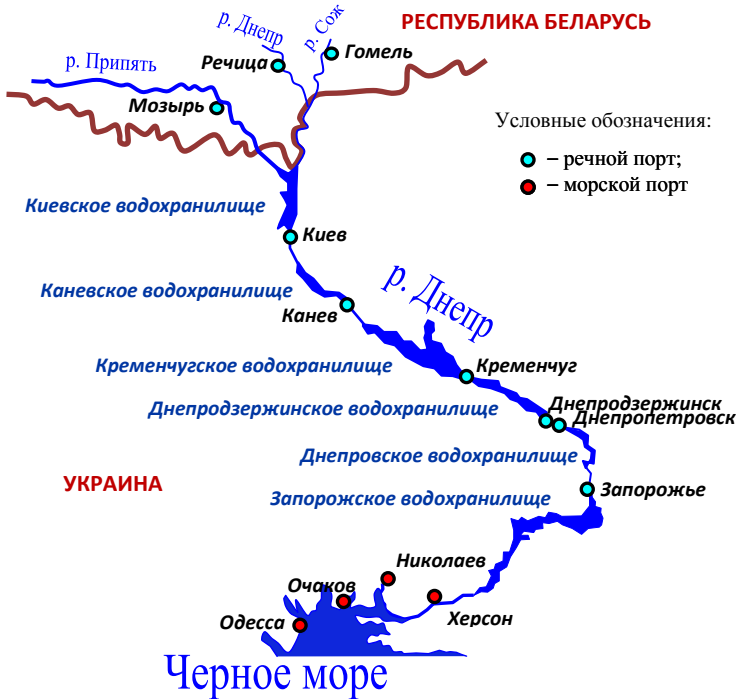 р. Днепр
р. Сож
РЕСПУБЛИКА БЕЛАРУСЬ
Речица
Гомель
р. Припять
Мозырь
Условные обозначения:
– речной порт;
– морской порт
Киевское водохранилище
Киев
Каневское водохранилище
Канев
р. Днепр
Кременчугское водохранилище
Кременчуг
Днепродзержинское водохранилище
Днепродзержинск
Днепропетровск
Днепровское водохранилище
УКРАИНА
Запорожское водохранилище
Запорожье
Николаев
Очаков
Херсон
Одесса
Черное море